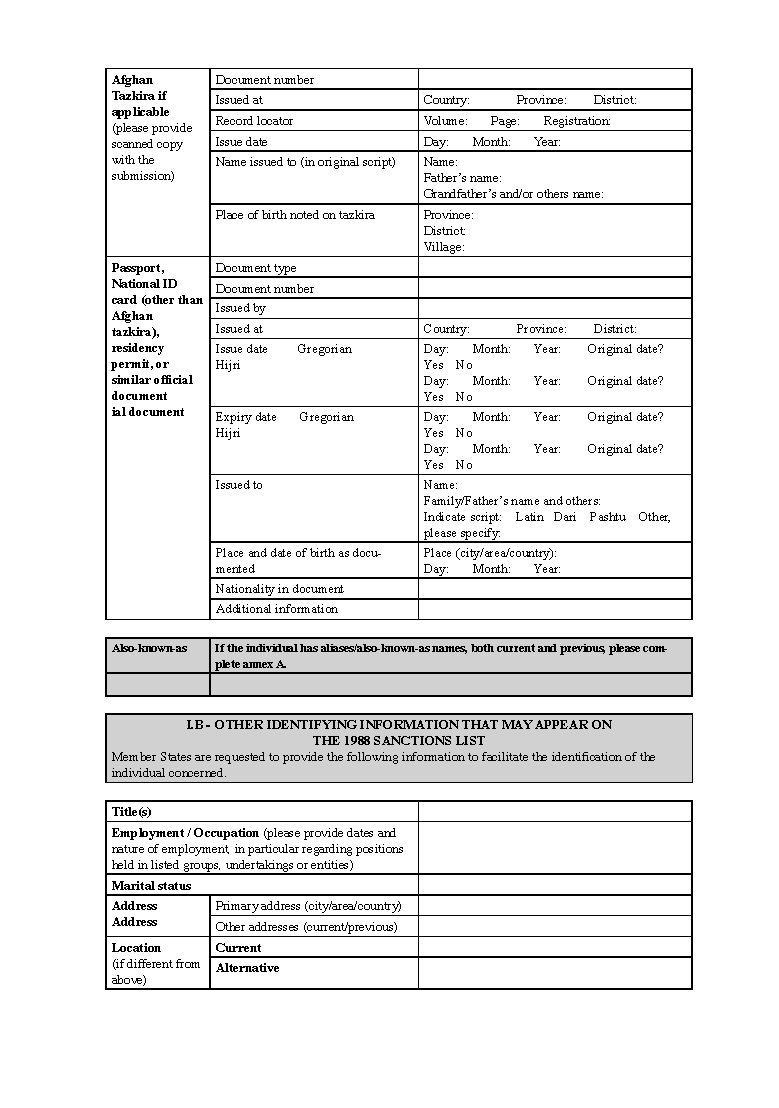 Afghan
Tazkira if
applicable
(please provide
scanned copy
with the
submission)
Document number
Issued at
Country: Province: District:
Record locator
Volume: Page: Registration:
Issue date
Day: Month: Year:
Name issued to (in original script)
Name:
Father's name:
Grandfather's and/or others name:
Place of birth noted on tazkira
Province:
District:
Village:
Passport,
National ID
card (other than
Afghan
tazkira),
residency
permit, or
similar official
document
ial document
Document type
Document number
Issued by
Issued at
Country: Province: District:
Issue date Gregorian
Hijri
Day: Month: Year: Original date?
Yes No
Day: Month: Year: Original date?
Yes No
Expiry date Gregorian
Hijri
Day: Month: Year: Original date?
Yes No
Day: Month: Year: Original date?
Yes No
Issued to
Name:
Family/Father's name and others:
Indicate script: Latin Dari Pashtu Other,
please specify:
Place and date of birth as docu-
mented
Place (city/area/country):
Day: Month: Year:
Nationality in document
Additional information
Also-known-as
If the individual has aliases/also-known-as names, both current and previous, please com-
plete annex A.
I.B - OTHER IDENTIFYING INFORMATION THAT MAY APPEAR ON
THE 1988 SANCTIONS LIST
Member States are requested to provide the following information to facilitate the identification of the
individual concerned.
Title(s)
Employment / Occupation (please provide dates and
nature of employment, in particular regarding positions
held in listed groups, undertakings or entities)
Marital status
Address
Address
Primary address (city/area/country)
Other addresses (current/previous)
Location
(if different from
above)
Current
Alternative